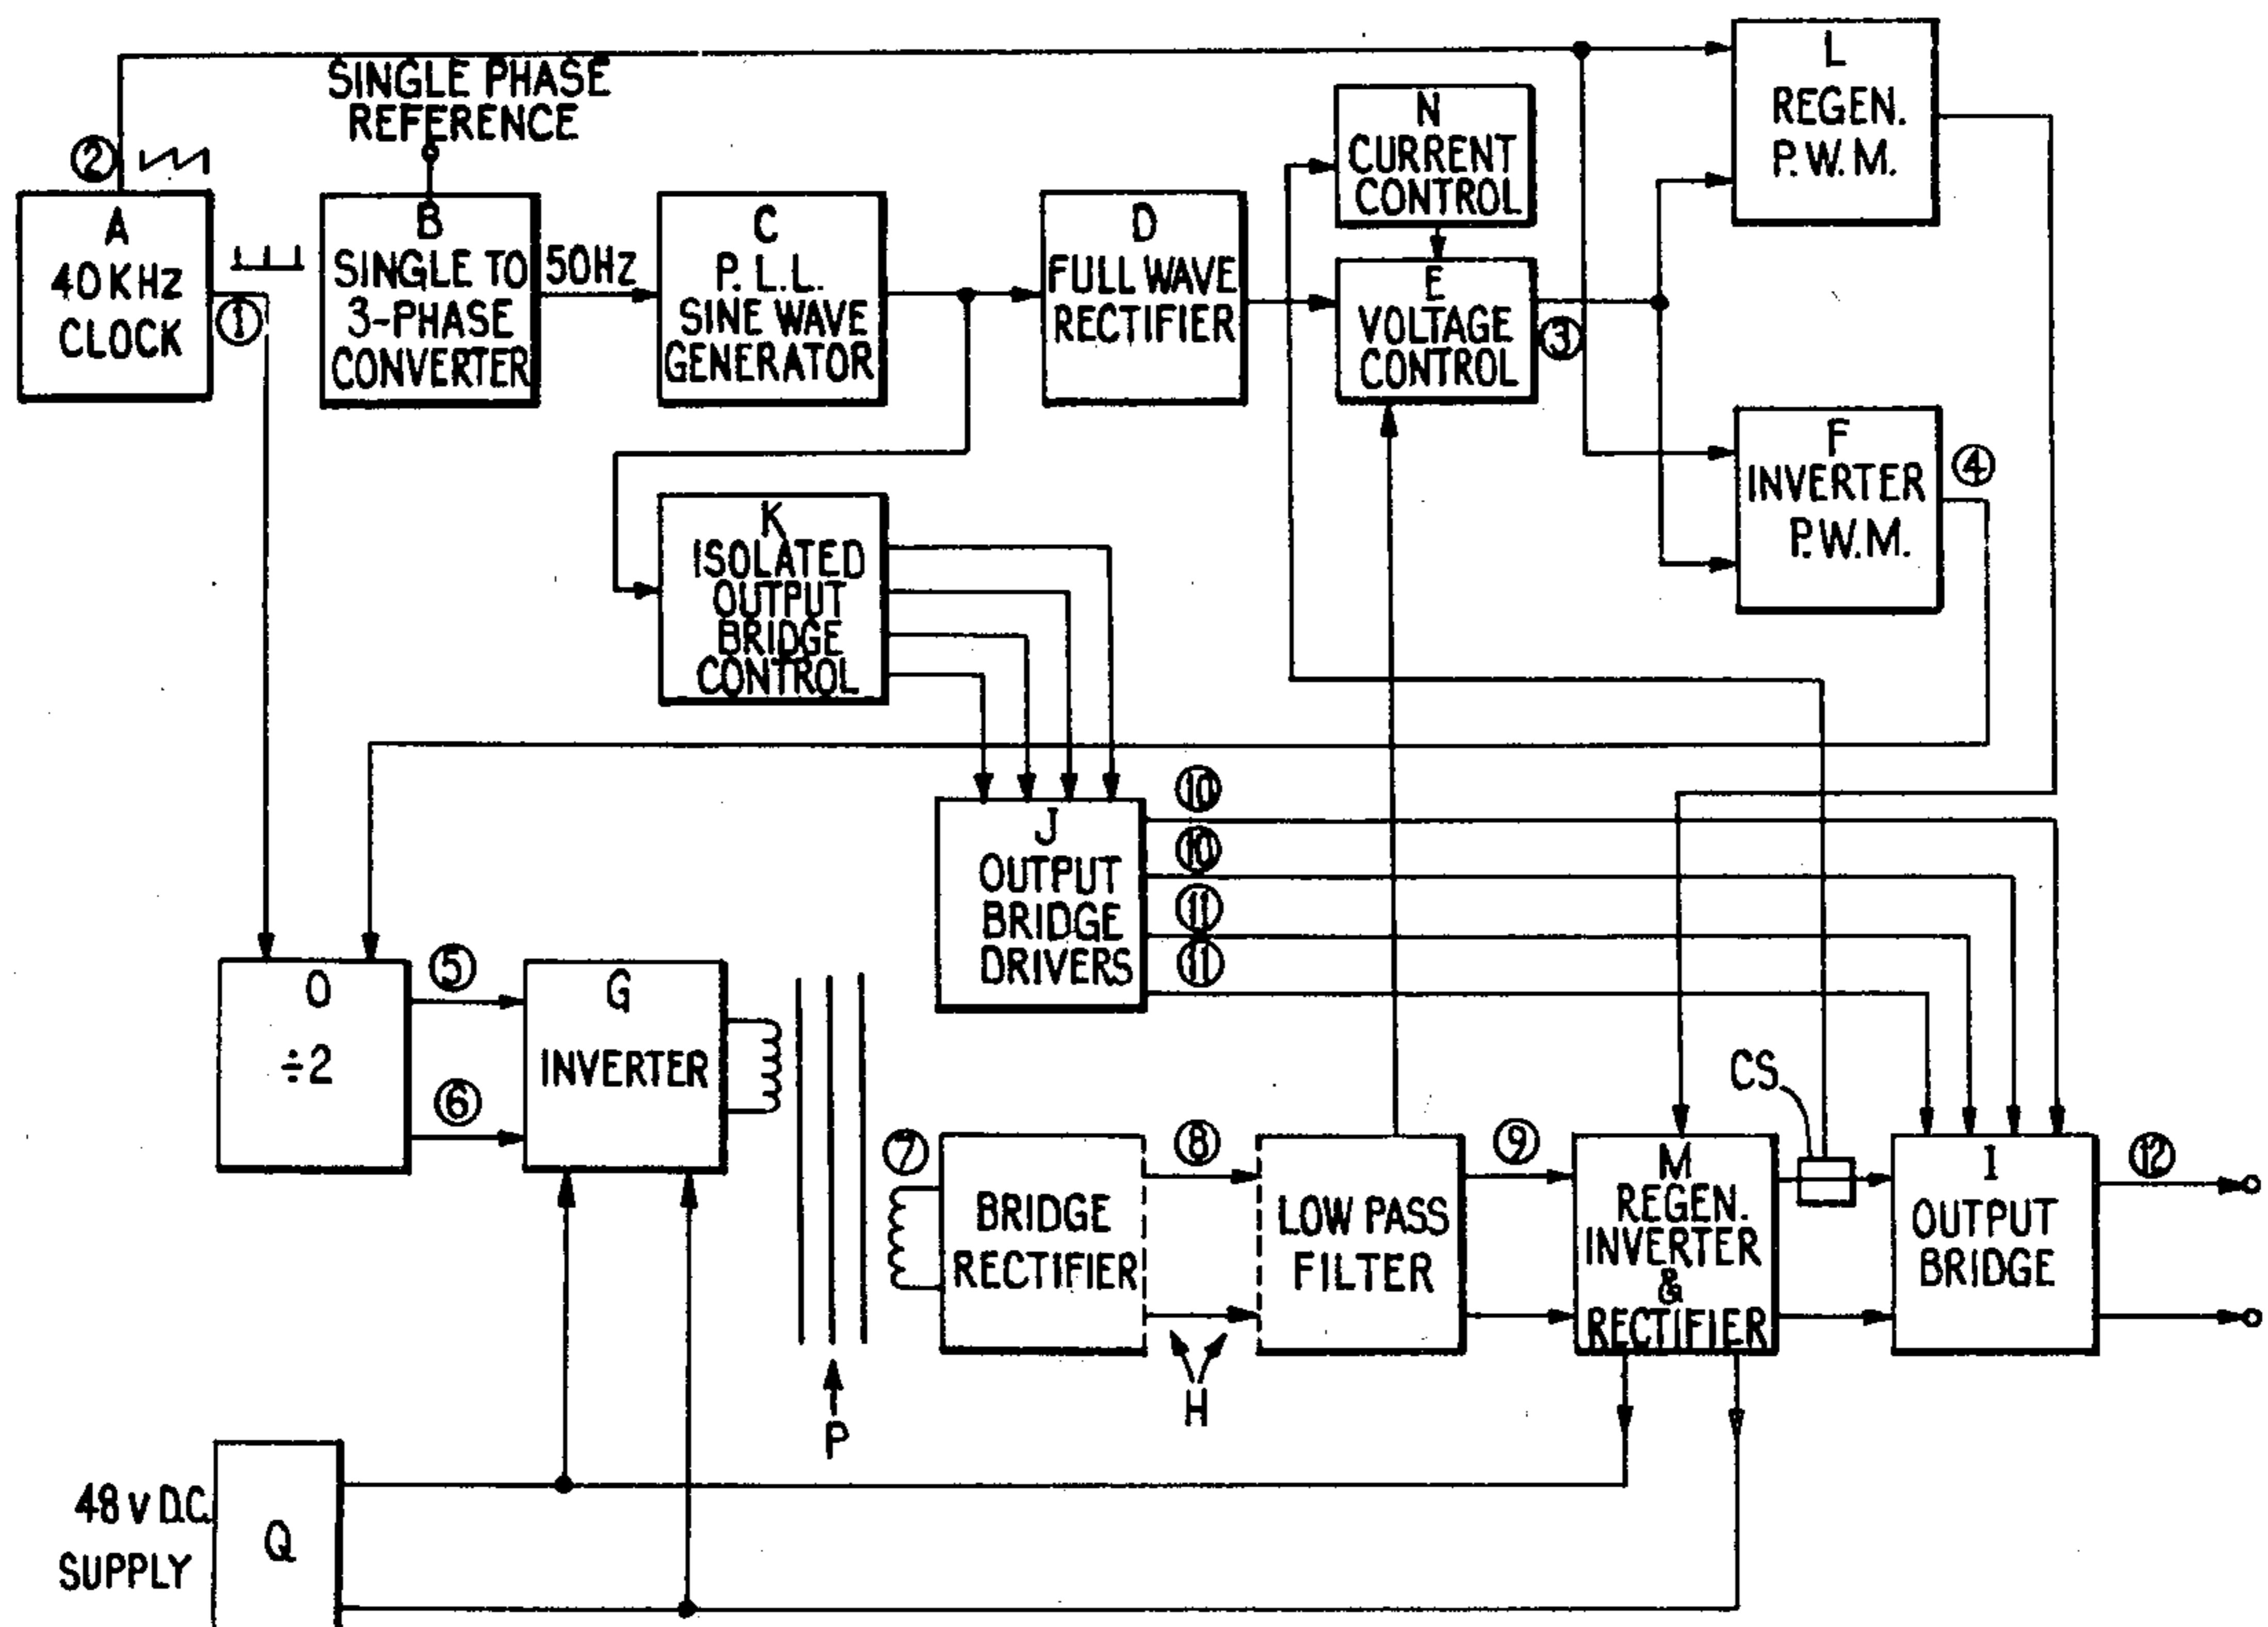 SINGLE PHASE
REFERENCE
②
A
40KHz
CLOCK
①
B
SINGLE TO
3-PHASE
CONVERTER
50Hz
C
P.L.L.
SINE WAVE
GENERATOR
D
FULL WAVE
RECTIFIER
N
CURRENT
CONTROL
E
VOLTAGE
CONTROL
③
L
REGEN.
P.W.M.
F
INVERTER
P.W.M.
④
K
ISOLATED
OUTPUT
BRIDGE
CONTROL
J
OUTPUT
BRIDGE
DRIVERS
⑩
⑩
⑪
⑪
O
÷2
⑤
⑥
G
INVERTER
P
⑦
BRIDGE
RECTIFIER
⑧
H
LOW PASS
FILTER
⑨
M
REGEN.
INVERTER
&
RECTIFIER
CS
I
OUTPUT
BRIDGE
⑫
48 v D.C.
SUPPLY
Q